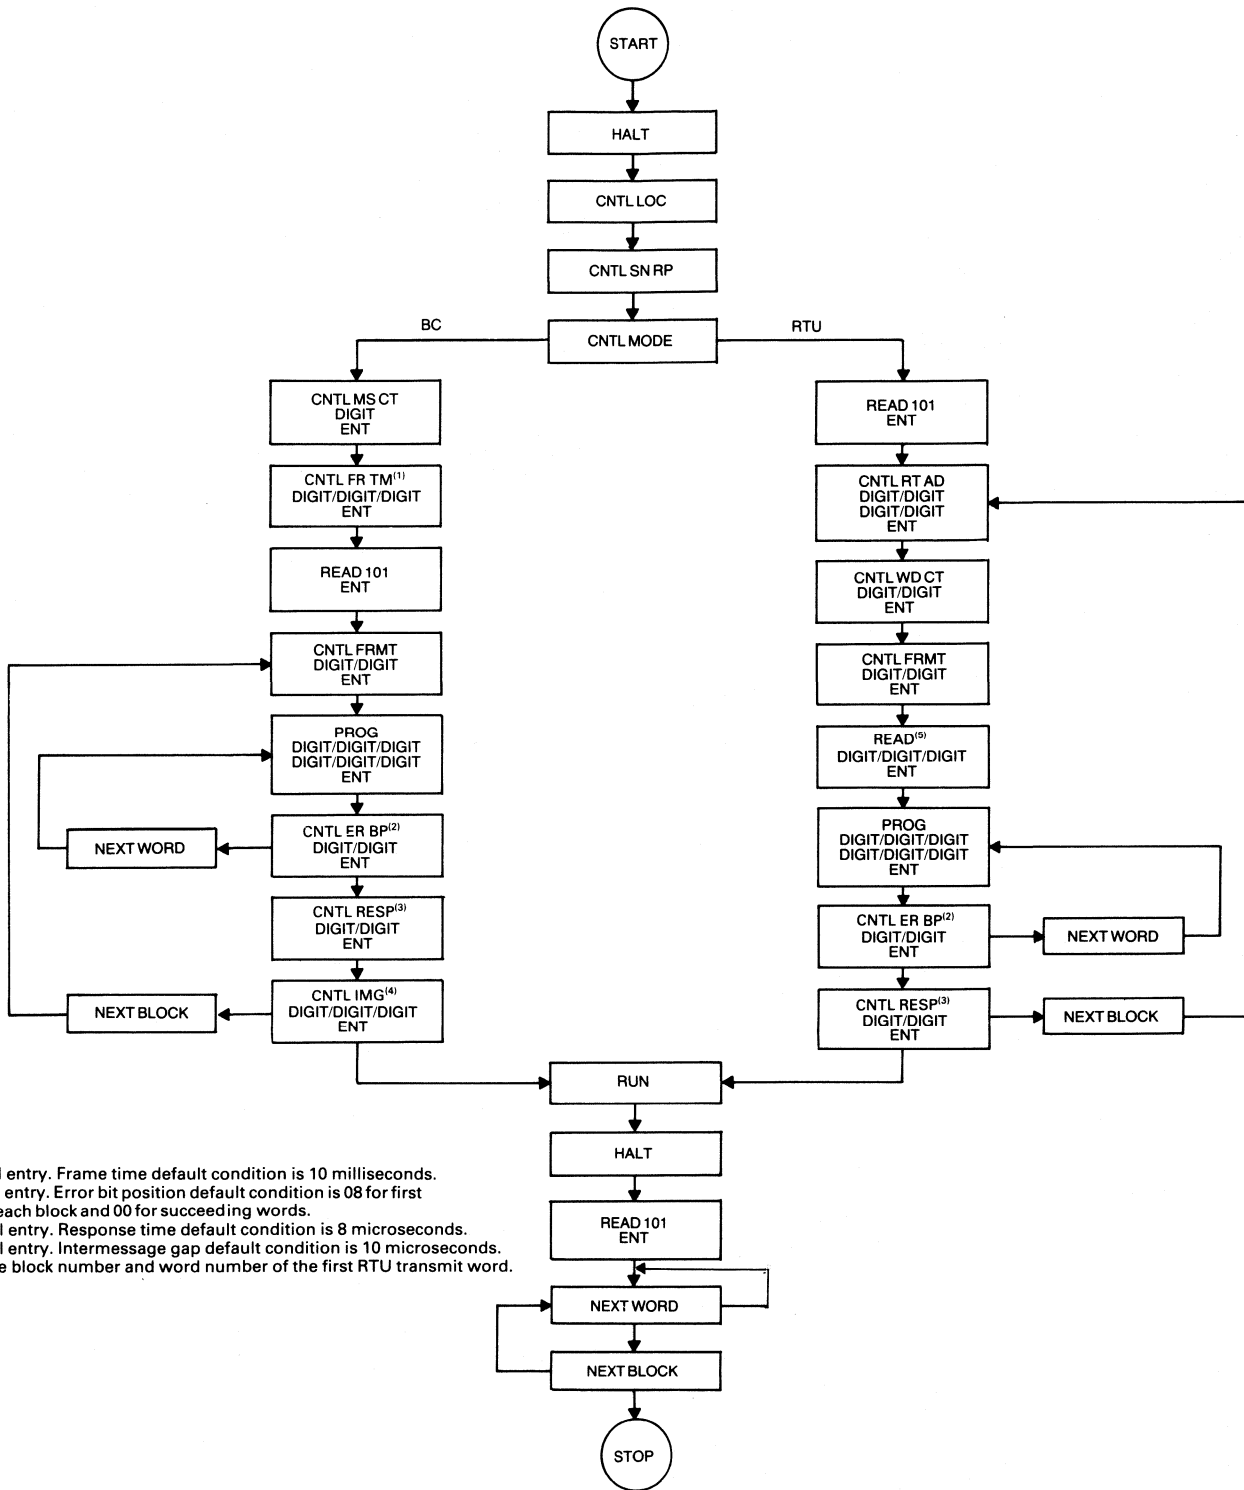 START
HALT
CNTL LOC
CNTL SN RP
CNTL MODE
BC
RTU
CNTL MS CT
DIGIT
ENT
CNTL FR TM(1)
DIGIT/DIGIT/DIGIT
ENT
READ 101
ENT
CNTL FRMT
DIGIT/DIGIT
ENT
PROG
DIGIT/DIGIT/DIGIT
DIGIT/DIGIT/DIGIT
ENT
CNTL ER BP(2)
DIGIT/DIGIT
ENT
NEXT WORD
CNTL RESP(3)
DIGIT/DIGIT
ENT
CNTL IMG(4)
DIGIT/DIGIT/DIGIT
ENT
NEXT BLOCK
READ 101
ENT
CNTL RT AD
DIGIT/DIGIT
DIGIT/DIGIT
ENT
CNTL WD CT
DIGIT/DIGIT
ENT
CNTL FRMT
DIGIT/DIGIT
ENT
READ(5)
DIGIT/DIGIT/DIGIT
ENT
PROG
DIGIT/DIGIT/DIGIT
DIGIT/DIGIT/DIGIT
ENT
CNTL ER BP(2)
DIGIT/DIGIT
ENT
NEXT WORD
CNTL RESP(3)
DIGIT/DIGIT
ENT
NEXT BLOCK
RUN
HALT
READ 101
ENT
NEXT WORD
NEXT BLOCK
STOP
entry. Frame time default condition is 10 milliseconds.
entry. Error bit position default condition is 08 for first
each block and 00 for succeeding words.
entry. Response time default condition is 8 microseconds.
entry. Intermessage gap default condition is 10 microseconds.
block number and word number of the first RTU transmit word.